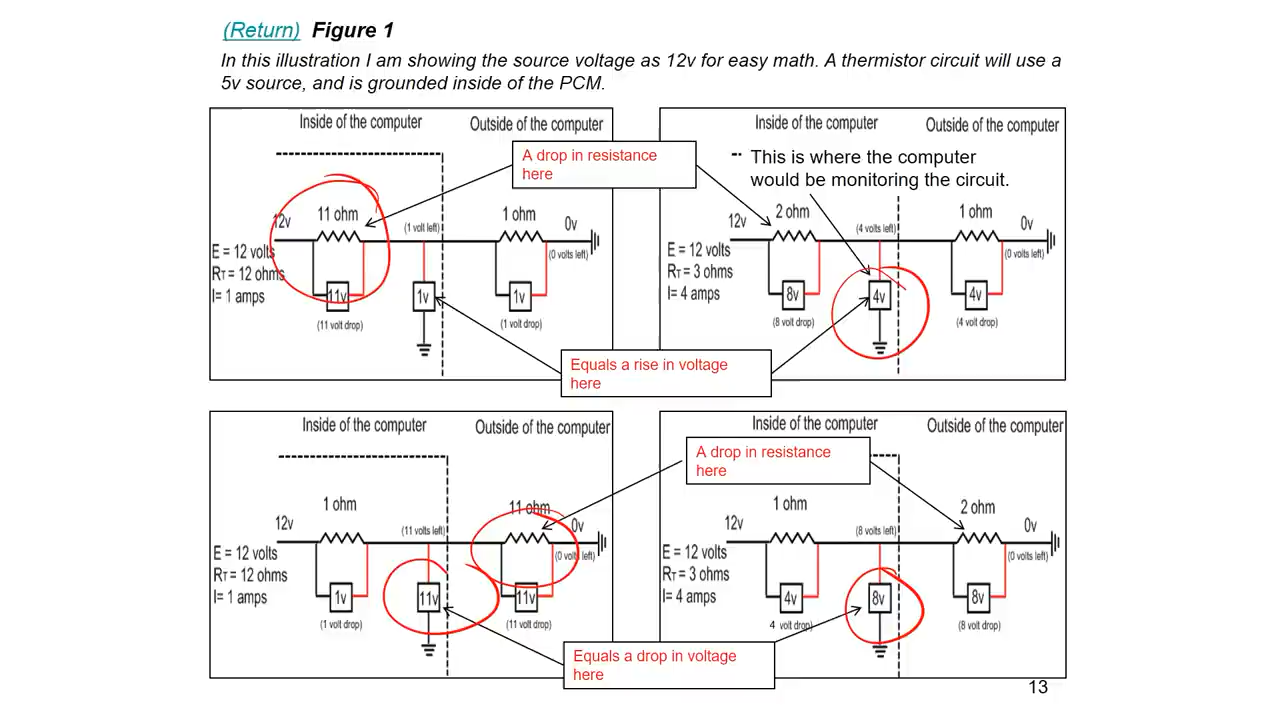 (Return) Figure 1
In this illustration I am showing the source voltage as 12v for easy math. A thermistor circuit will use a
5v source, and is grounded inside of the PCM.
Inside of the computer
Outside of the computer
A drop in resistance
here
12v
11 ohm
(1 volt left)
1 ohm
0v
(0 volts left)
E = 12 volts
RT = 12 ohms
I= 1 amps
11v
1v
1v
(11 volt drop)
(1 volt drop)
Inside of the computer
Outside of the computer
This is where the computer
would be monitoring the circuit.
12v
2 ohm
(4 volts left)
1 ohm
0v
(0 volts left)
E = 12 volts
RT = 3 ohms
I= 4 amps
8v
4v
4v
(8 volt drop)
(4 volt drop)
Equals a rise in voltage
here
Inside of the computer
Outside of the computer
12v
1 ohm
(11 volts left)
11 ohm
0v
(0 volts left)
E = 12 volts
RT = 12 ohms
I= 1 amps
1v
11v
11v
(1 volt drop)
(11 volt drop)
Inside of the computer
Outside of the computer
A drop in resistance
here
12v
1 ohm
(8 volts left)
2 ohm
0v
(0 volts left)
E = 12 volts
RT = 3 ohms
I= 4 amps
4v
8v
8v
4 volt drop)
(8 volt drop)
Equals a drop in voltage
here
13